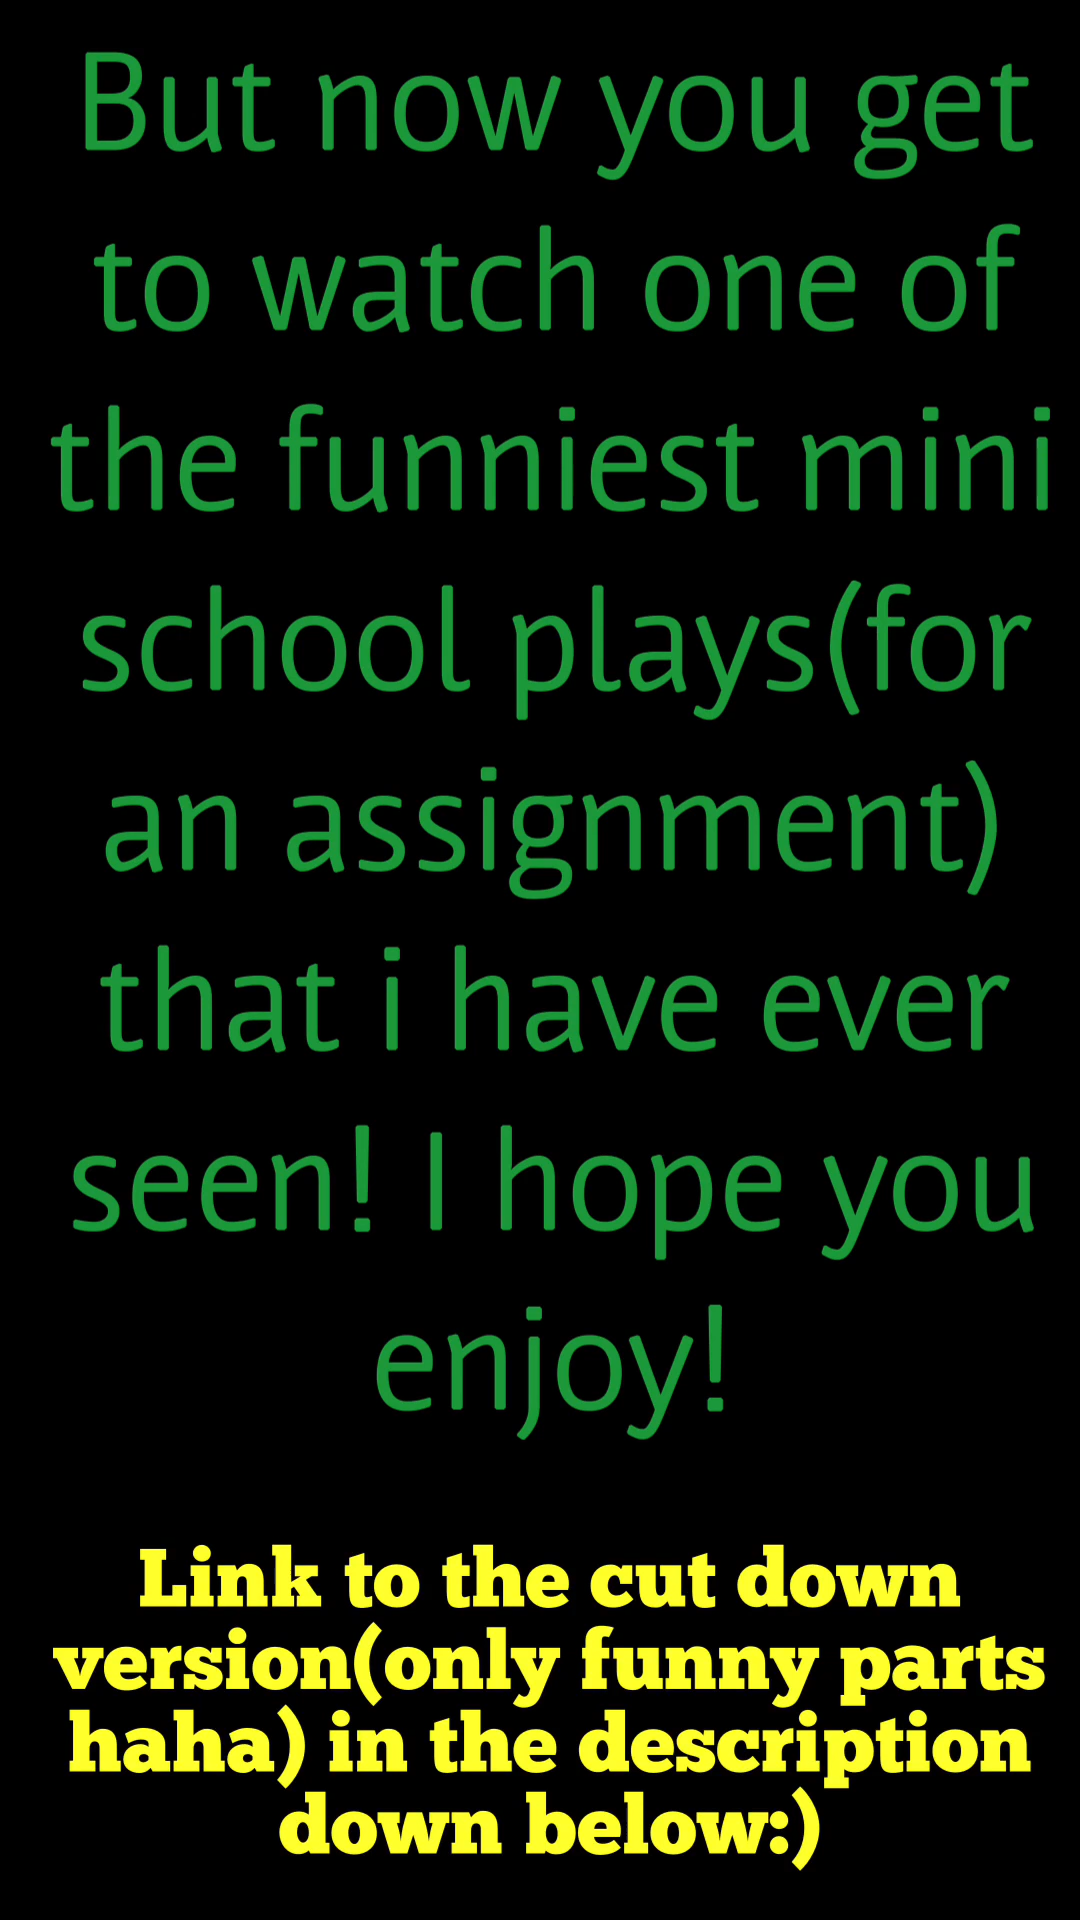 But now you get
to watch one of
the funniest mini
school plays(for
an assignment)
that i have ever
seen! I hope you
enjoy!
Link to the cut down
version(only funny parts
haha) in the description
down below:)